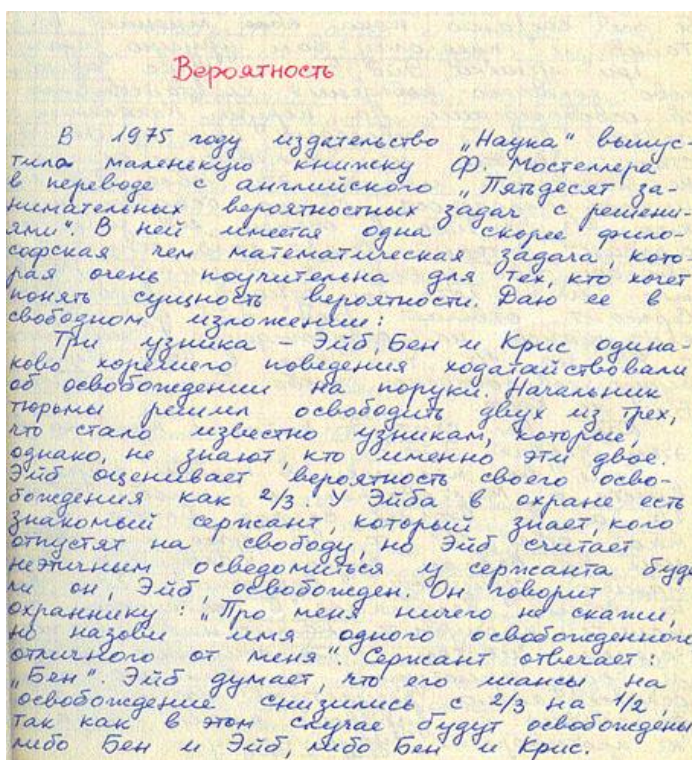 Вероятность
В 1975 году издательство „Наука“ выпус-
тила маленькую книжку Ф. Мостеллера
в переводе с английского „Пятьдесят за-
нимательных вероятностных задач с решени-
ями“. В ней имеется одна скорее фило-
софская чем математическая задача, кото-
рая очень поучительна для тех, кто хочет
понять сущность вероятности. Даю ее в
свободном изложении:
Три узника – Эйб, Бен и Крис одина-
ково хорошего поведения ходатайствовали
об освобождении на поруки. Начальник
тюрьмы решил освободить двух из трех,
что стало известно узникам, которые,
однако, не знают, кто именно эти двое.
Эйб оценивает вероятность своего осво-
бождения как 2/3. У Эйба в охране есть
знакомый сержант, который знает, кого
отпустят на свободу, но Эйб считает
неэтичным осведомиться у сержанта буде
ли он, Эйб, освобожден. Он говорит
охраннику: „Про меня ничего не скажи,
но назови имя одного освобожденного
отличного от меня“. Сержант отвечает:
„Бен“. Эйб думает, что его шансы на
освобождение снизились с 2/3 на 1/2,
так как в этом случае будут освобождены
либо Бен и Эйб, либо Бен и Крис.